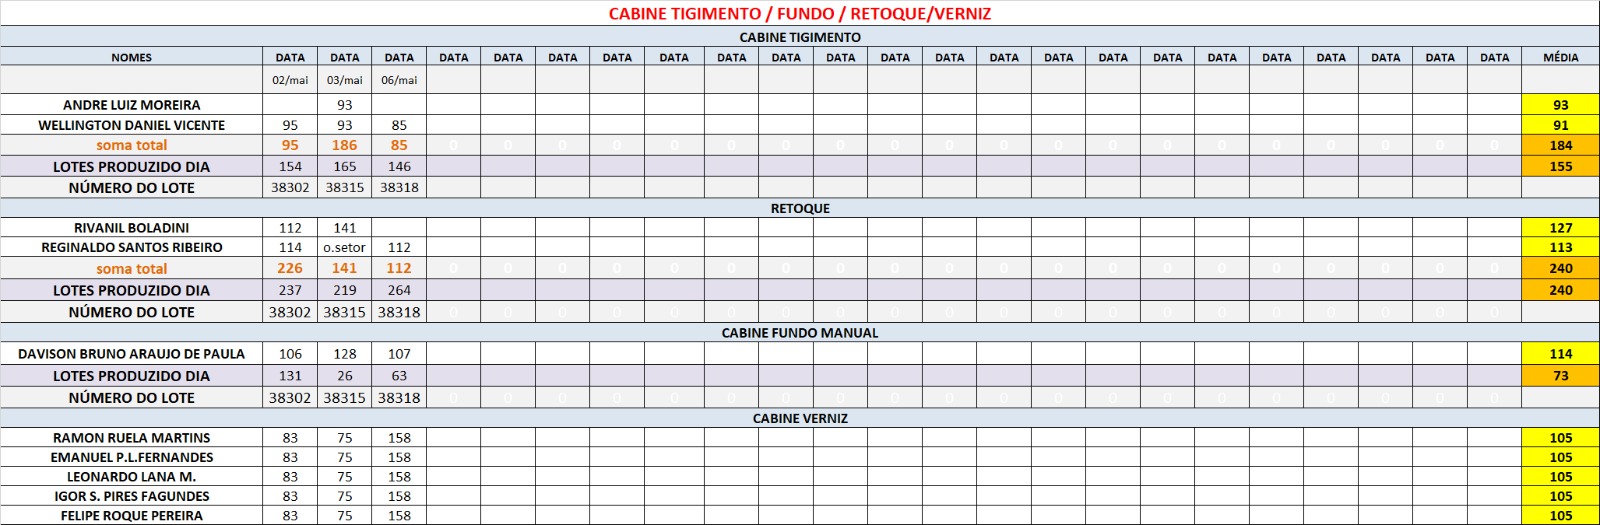 CABINE TIGIMENTO / FUNDO / RETOQUE/VERNIZ
CABINE TIGIMENTO
NOMES DATA DATA DATA DATA DATA DATA DATA DATA DATA DATA DATA DATA DATA DATA DATA DATA DATA DATA DATA DATA DATA DATA DATA MÉDIA
02/mai 03/mai 06/mai
ANDRE LUIZ MOREIRA 93 93
WELLINGTON DANIEL VICENTE 95 93 85 91
soma total 95 186 85 0 0 0 0 0 0 0 0 0 0 0 0 0 0 0 0 0 0 0 0 184
LOTES PRODUZIDO DIA 154 165 146 155
NÚMERO DO LOTE 38302 38315 38318
RETOQUE
RIVANIL BOLADINI 112 141 127
REGINALDO SANTOS RIBEIRO 114 o.setor 112 113
soma total 226 141 112 0 0 0 0 0 0 0 0 0 0 0 0 0 0 0 0 0 0 0 0 240
LOTES PRODUZIDO DIA 237 219 264 240
NÚMERO DO LOTE 38302 38315 38318 0 0 0 0 0 0 0 0 0 0 0 0 0 0 0 0 0 0 0 0
CABINE FUNDO MANUAL
DAVISON BRUNO ARAUJO DE PAULA 106 128 107 114
LOTES PRODUZIDO DIA 131 26 63 73
NÚMERO DO LOTE 38302 38315 38318 0 0 0 0 0 0 0 0 0 0 0 0 0 0 0 0 0 0 0 0
CABINE VERNIZ
RAMON RUELA MARTINS 83 75 158 105
EMANUEL P.L.FERNANDES 83 75 158 105
LEONARDO LANA M. 83 75 158 105
IGOR S. PIRES FAGUNDES 83 75 158 105
FELIPE ROQUE PEREIRA 83 75 158 105